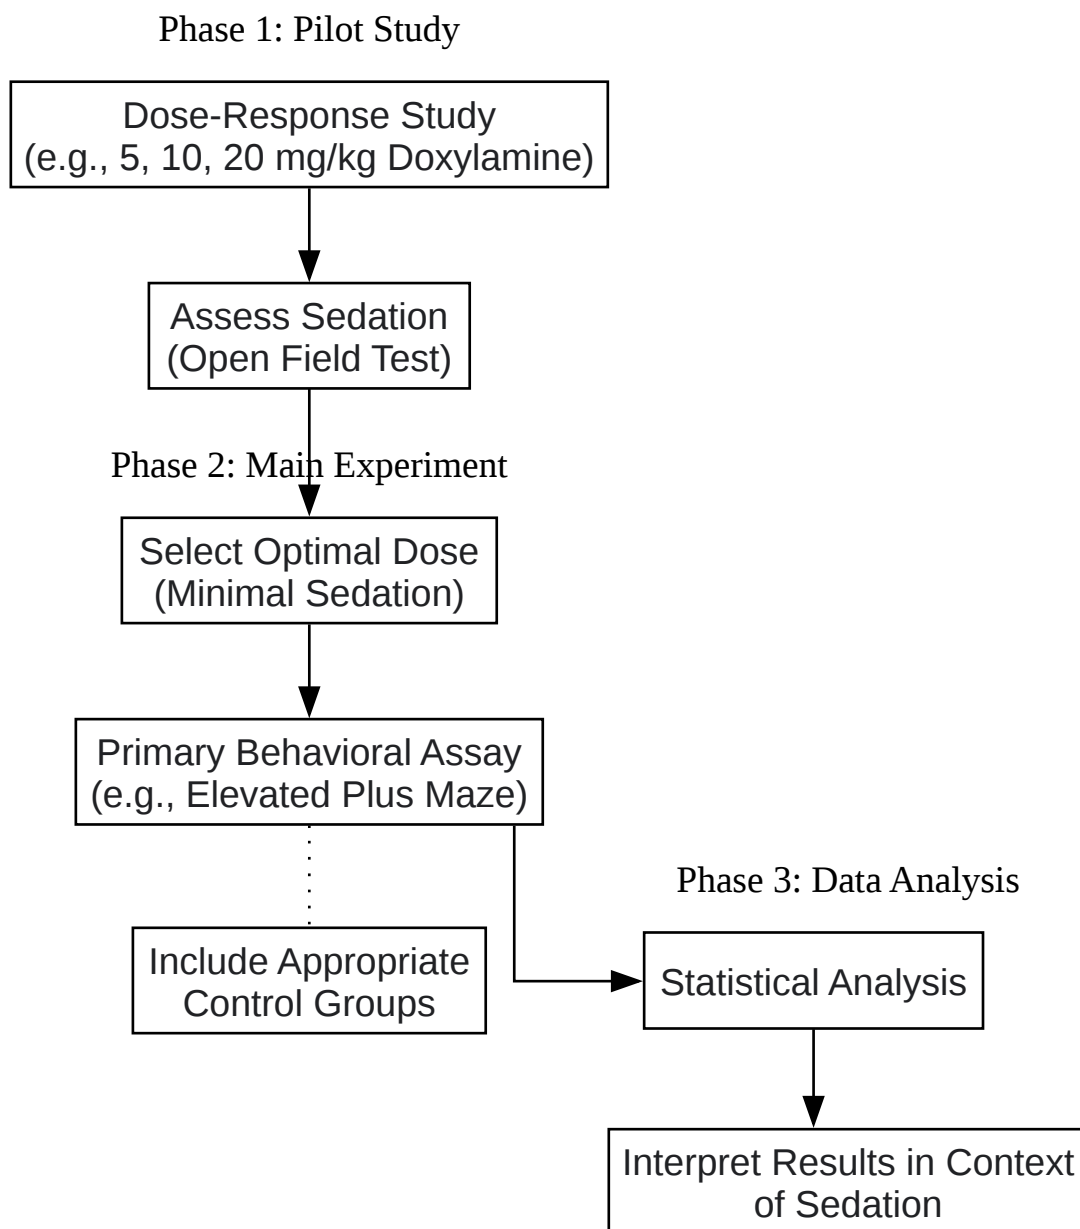 Phase 1: Pilot Study
Dose-Response Study
(e.g., 5, 10, 20 mg/kg Doxylamine)
Assess Sedation
(Open Field Test)
Phase 2: Main Experiment
Select Optimal Dose
(Minimal Sedation)
Primary Behavioral Assay
(e.g., Elevated Plus Maze)
Include Appropriate
Control Groups
Phase 3: Data Analysis
Statistical Analysis
Interpret Results in Context
of Sedation